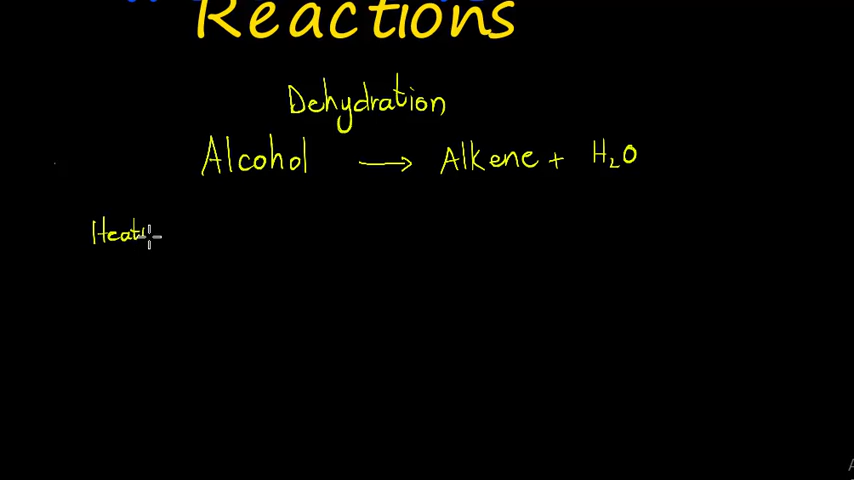 Reactions
Dehydration
Alcohol → Alkene + H₂O